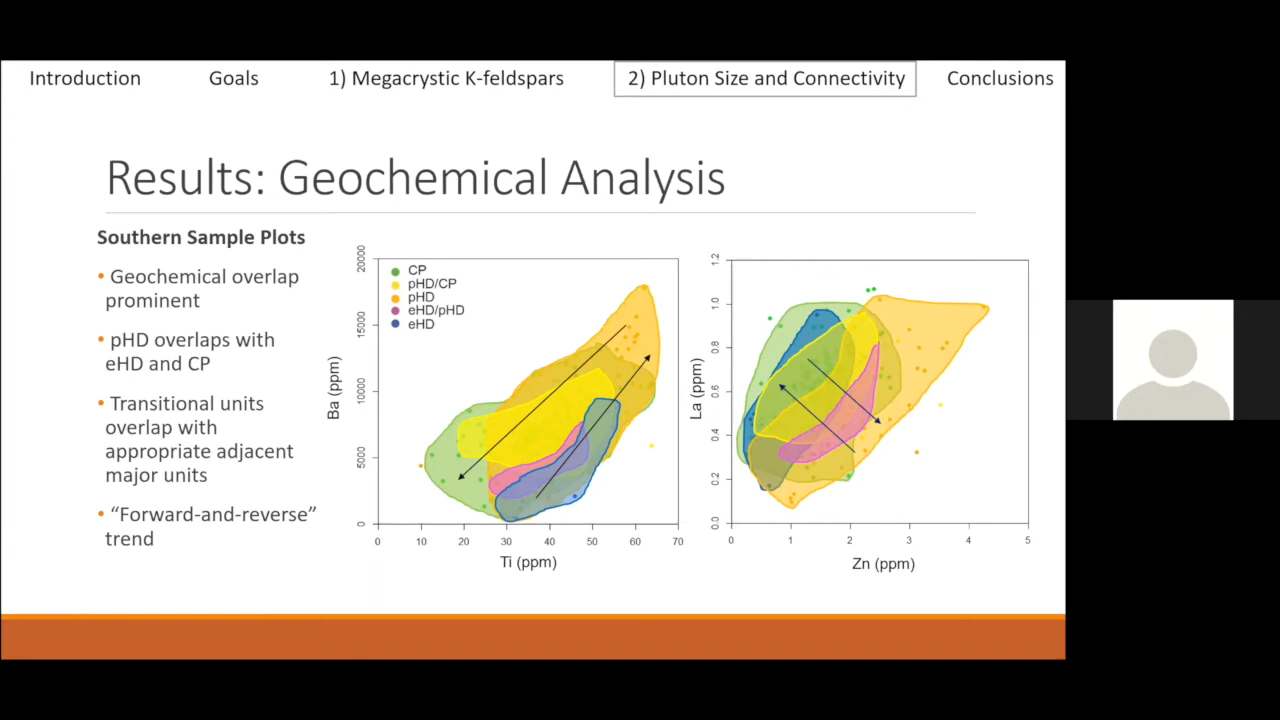 Introduction Goals 1) Megacrystic K-feldspars 2) Pluton Size and Connectivity Conclusions
Results: Geochemical Analysis
Southern Sample Plots
• Geochemical overlap
prominent
• pHD overlaps with
eHD and CP
• Transitional units
overlap with
appropriate adjacent
major units
• “Forward-and-reverse”
trend
Ba (ppm)
20000
15000
10000
5000
0
CP
pHD/CP
pHD
eHD/pHD
eHD
0 10 20 30 40 50 60 70
Ti (ppm)
La (ppm)
1.2
1.0
0.8
0.6
0.4
0.2
0.0
0 1 2 3 4 5
Zn (ppm)